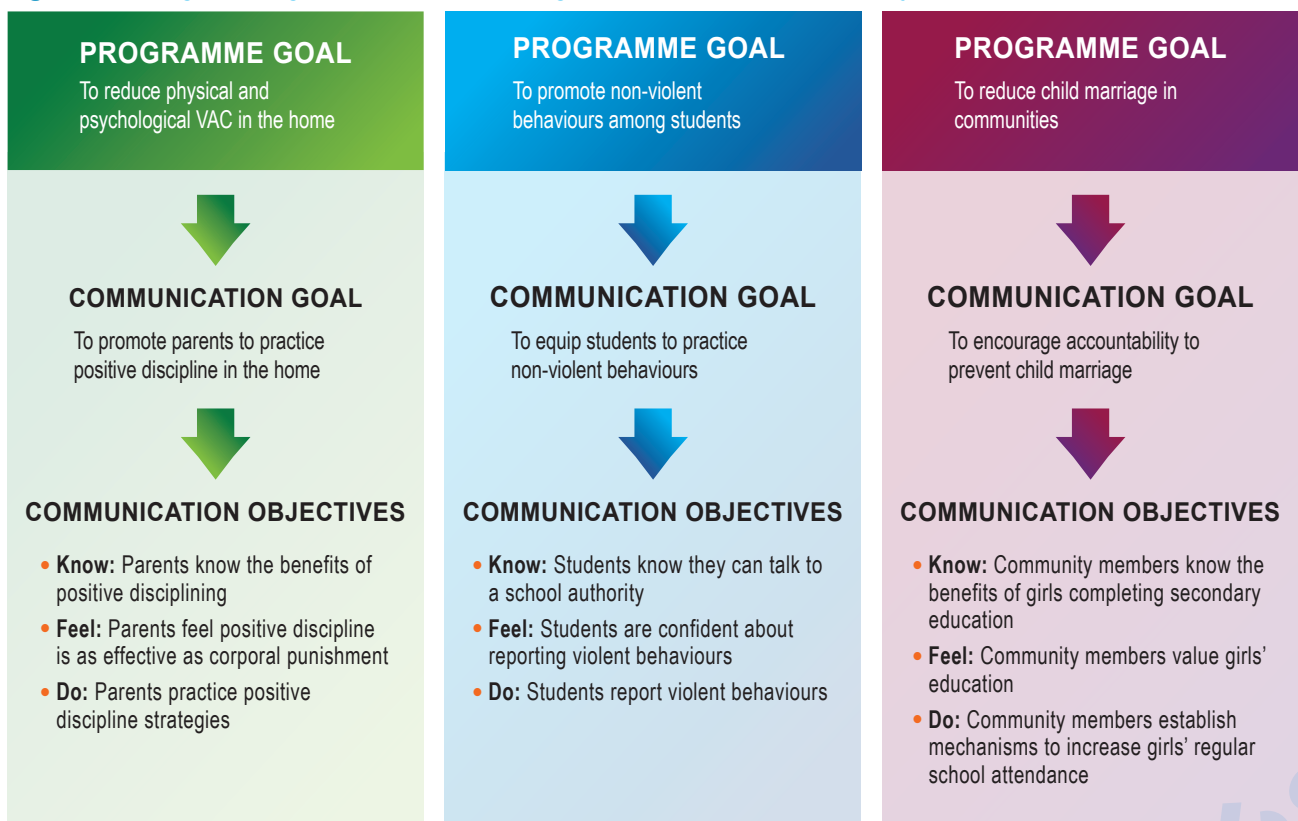 PROGRAMME GOAL
To reduce physical and
psychological VAC in the home
COMMUNICATION GOAL
To promote parents to practice
positive discipline in the home
COMMUNICATION OBJECTIVES
• Know: Parents know the benefits of
positive disciplining
• Feel: Parents feel positive discipline
is as effective as corporal punishment
• Do: Parents practice positive
discipline strategies
PROGRAMME GOAL
To promote non-violent
behaviours among students
COMMUNICATION GOAL
To equip students to practice
non-violent behaviours
COMMUNICATION OBJECTIVES
• Know: Students know they can talk to
a school authority
• Feel: Students are confident about
reporting violent behaviours
• Do: Students report violent behaviours
PROGRAMME GOAL
To reduce child marriage in
communities
COMMUNICATION GOAL
To encourage accountability to
prevent child marriage
COMMUNICATION OBJECTIVES
• Know: Community members know the
benefits of girls completing secondary
education
• Feel: Community members value girls’
education
• Do: Community members establish
mechanisms to increase girls’ regular
school attendance